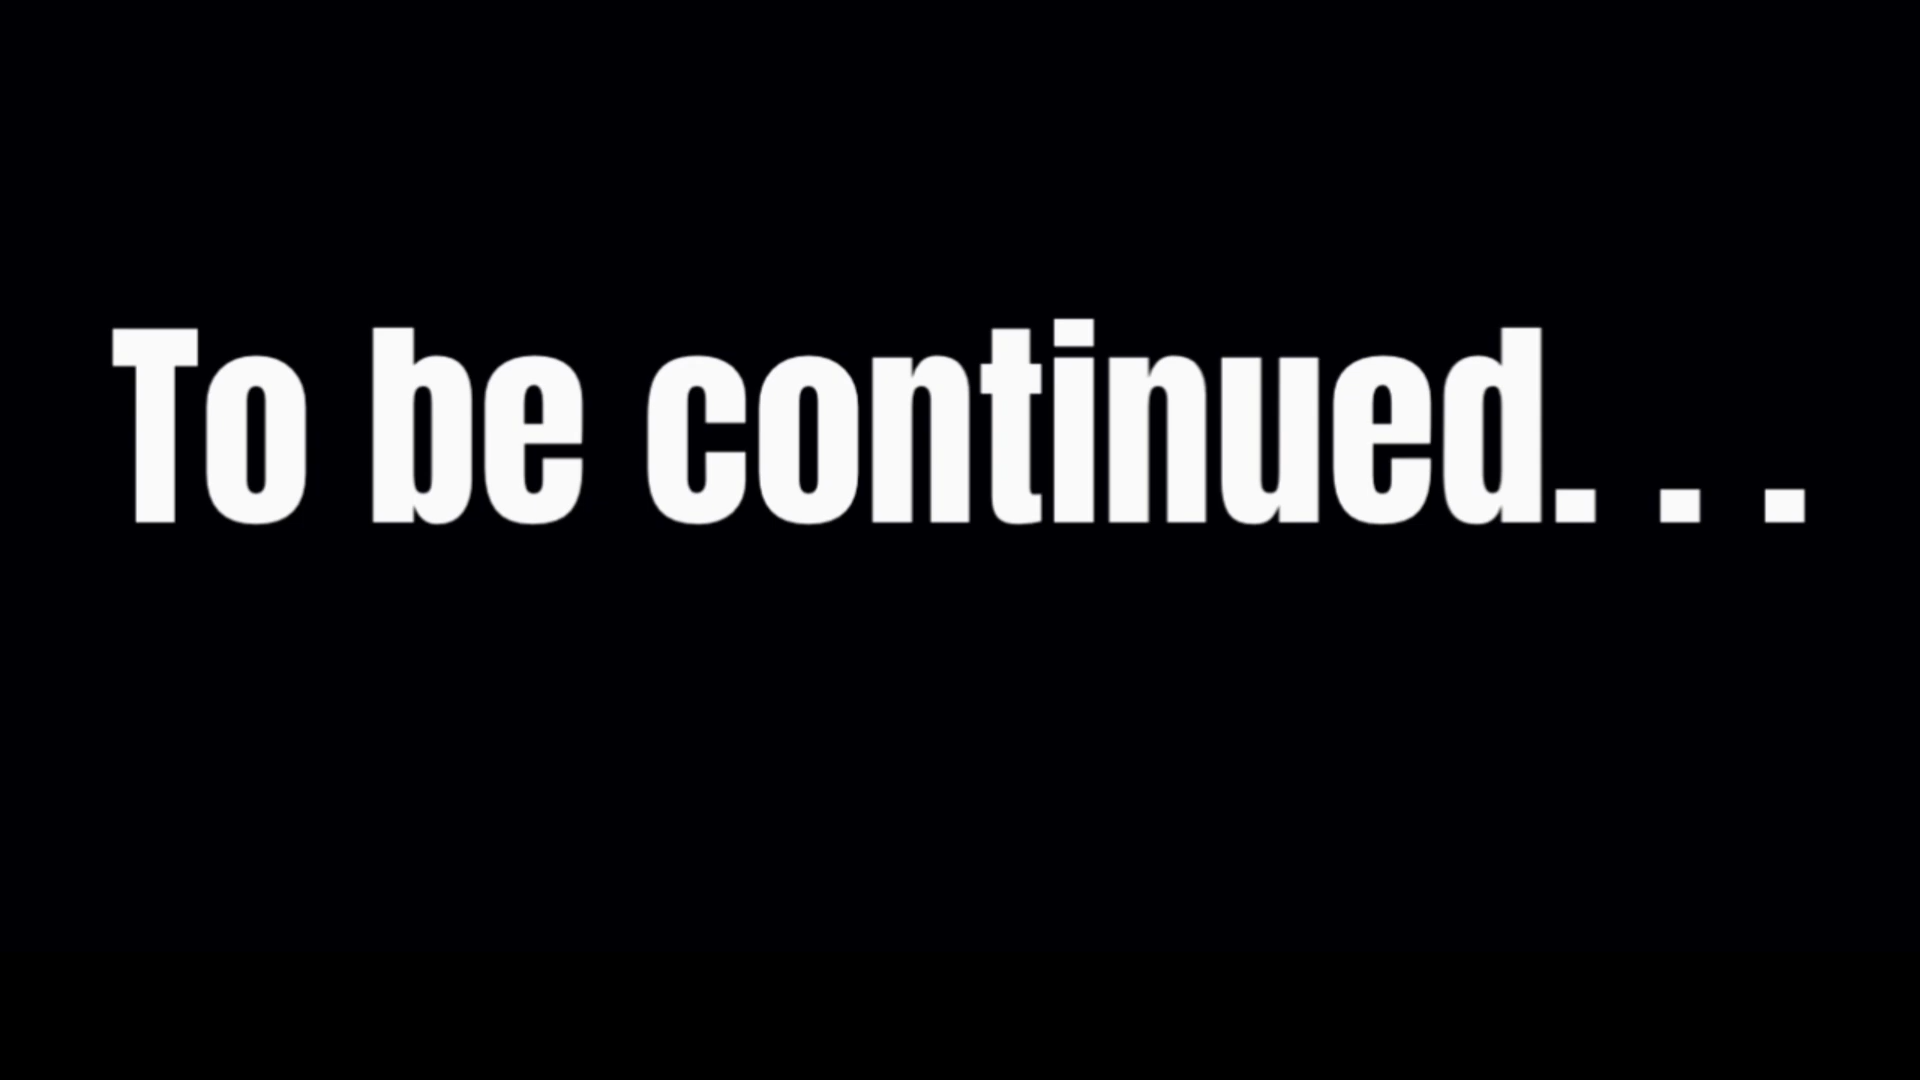 To be continued. . .